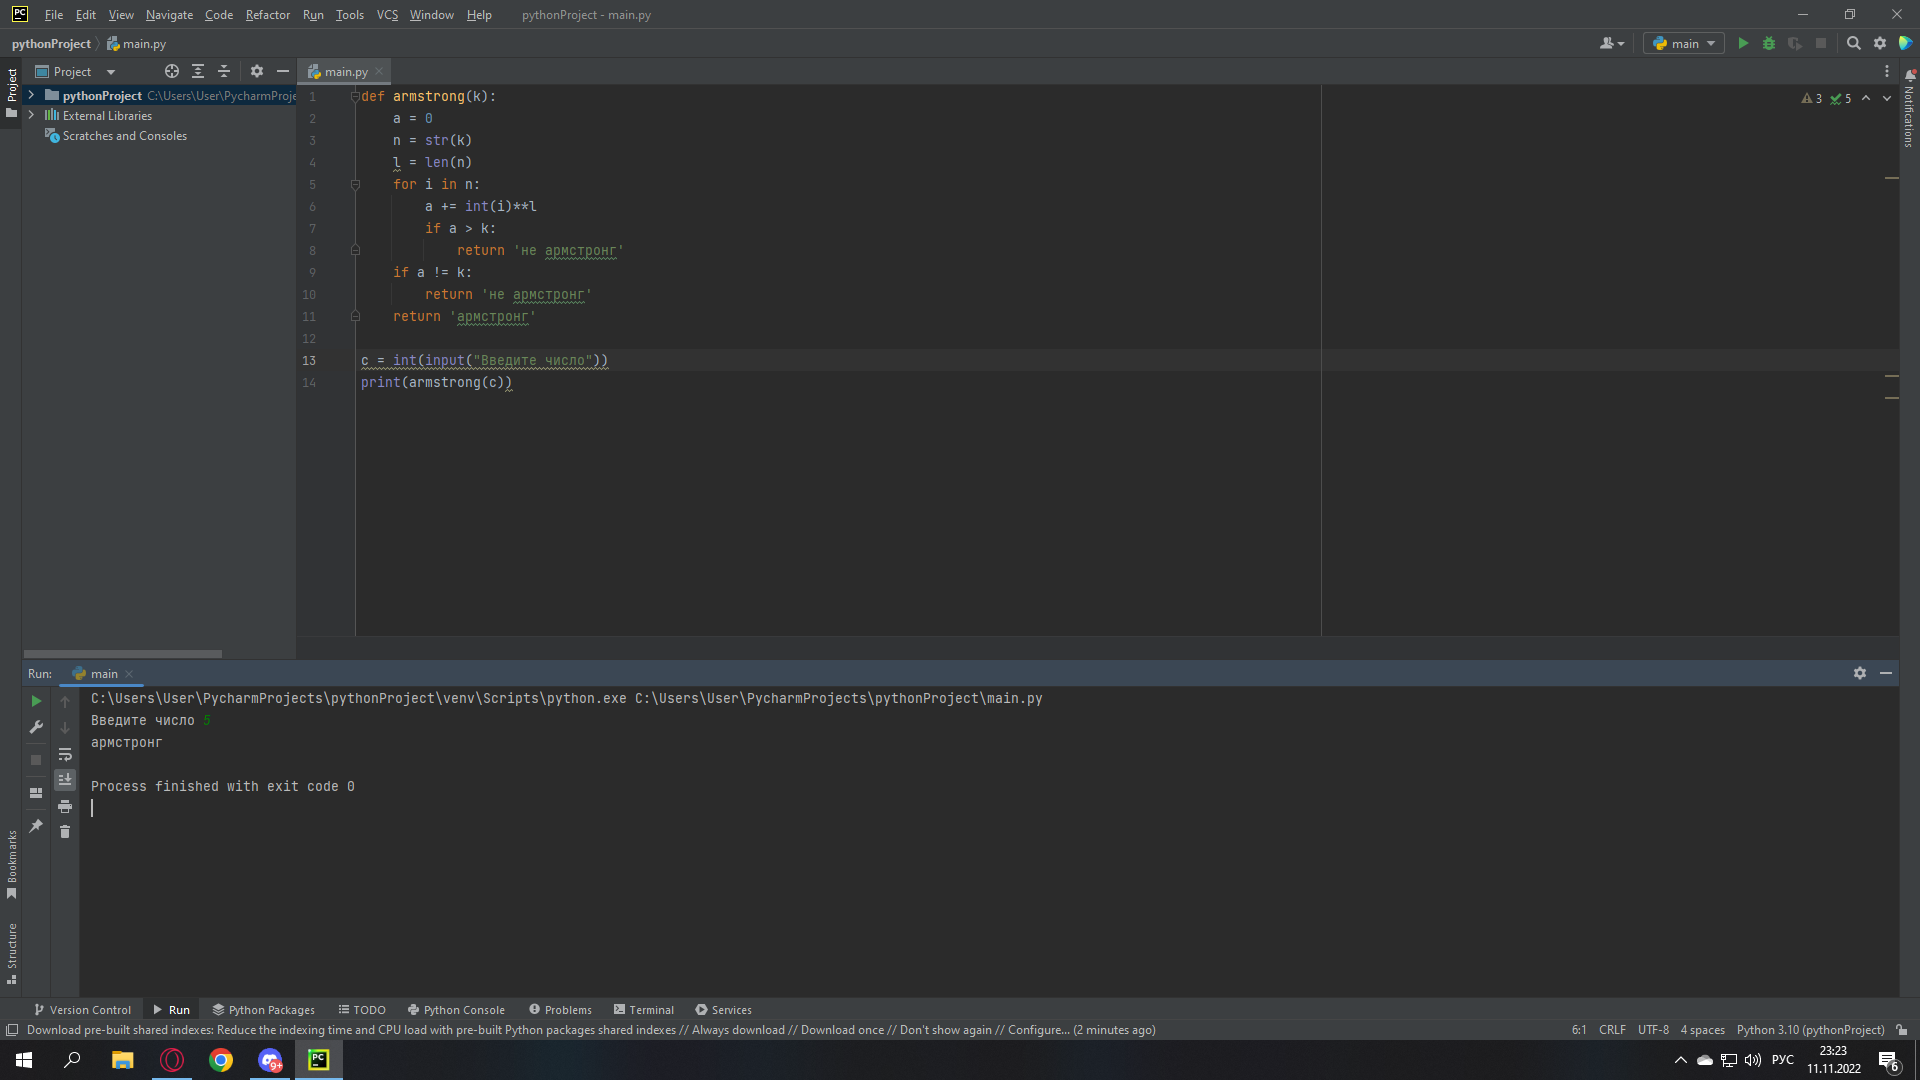 PC File Edit View Navigate Code Refactor Run Tools VCS Window Help pythonProject - main.py
pythonProject main.py main
Project main.py
Project
pythonProject C:\Users\User\PycharmProje
External Libraries
Scratches and Consoles
3 5
Notifications
1 def armstrong(k):
2 a = 0
3 n = str(k)
4 l = len(n)
5 for i in n:
6 a += int(i)**l
7 if a > k:
8 return 'не армстронг'
9 if a != k:
10 return 'не армстронг'
11 return 'армстронг'
12
13 c = int(input("Введите число"))
14 print(armstrong(c))
Run: main
C:\Users\User\PycharmProjects\pythonProject\venv\Scripts\python.exe C:\Users\User\PycharmProjects\pythonProject\main.py
Введите число 5
армстронг
Process finished with exit code 0
Bookmarks
Structure
Version Control Run Python Packages TODO Python Console Problems Terminal Services
Download pre-built shared indexes: Reduce the indexing time and CPU load with pre-built Python packages shared indexes // Always download // Download once // Don't show again // Configure... (2 minutes ago) 6:1 CRLF UTF-8 4 spaces Python 3.10 (pythonProject)
9+ PC РУС 23:23
11.11.2022 6